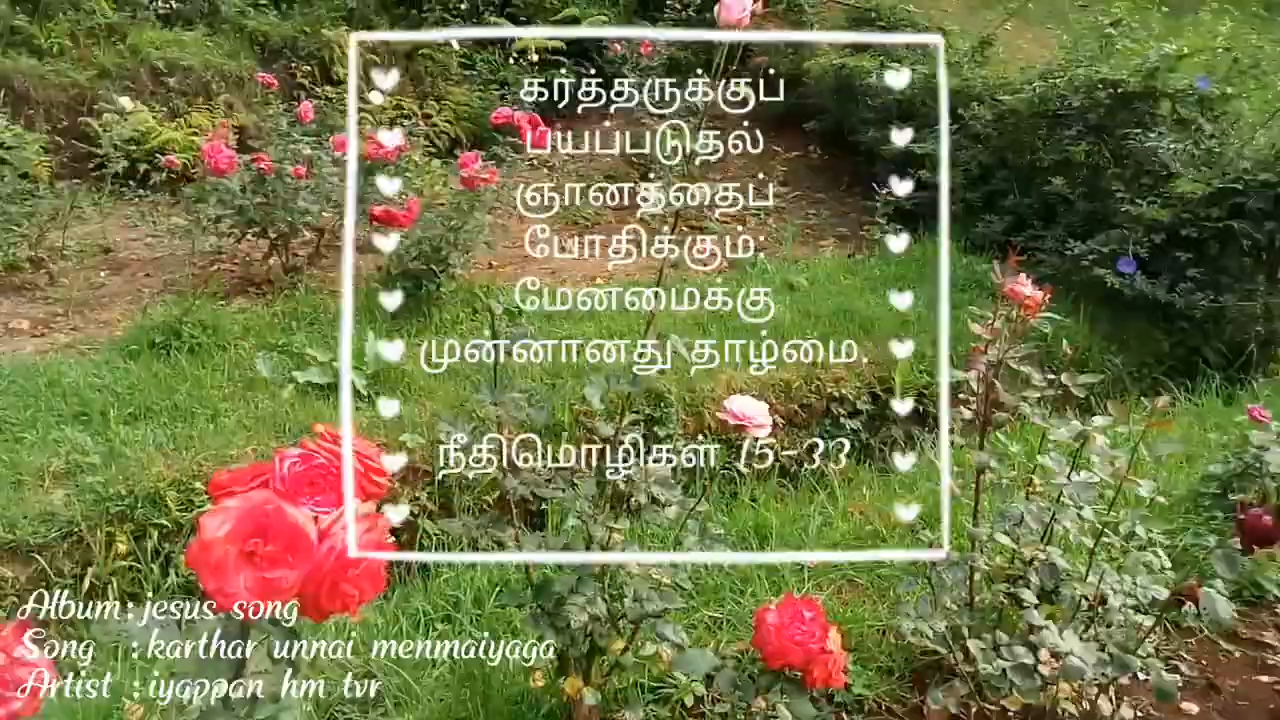 கர்த்தருக்குப்
பயப்படுதல்
ஞானத்தைப்
போதிக்கும்;
மேன்மைக்கு
முன்னானது தாழ்மை.
நீதிமொழிகள் 15-33
Album : jesus song
Song : karthar unnai menmaiyaga
Artist : iyappan hm tvr